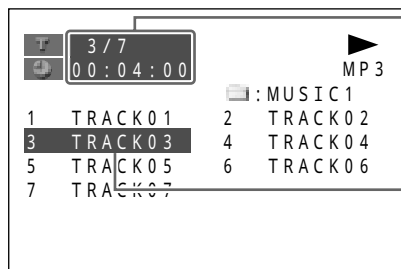 T 3/7
00:04:00
MP3
:MUSIC1
1 TRACK01 2 TRACK02
3 TRACK03 4 TRACK04
5 TRACK05 6 TRACK06
7 TRACK07